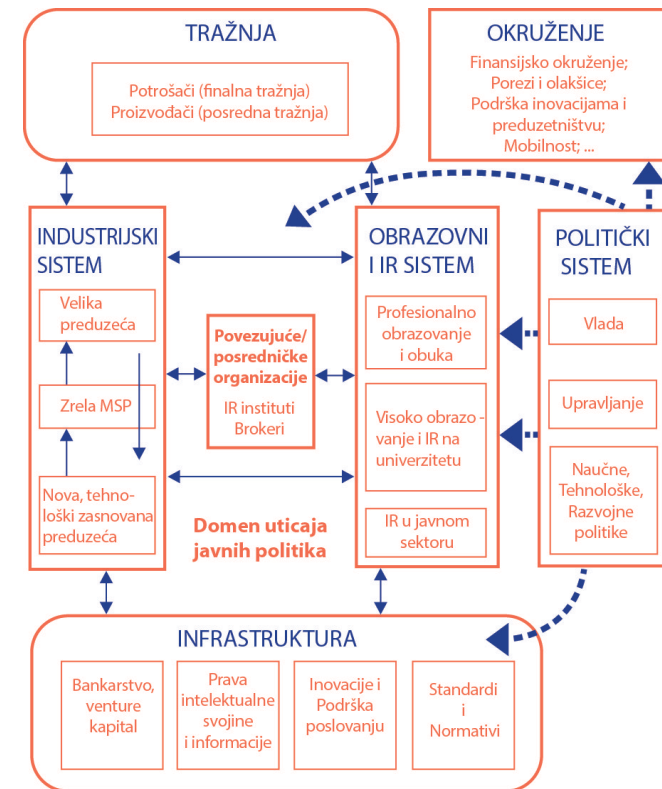 TRAŽNJA
Potrošači (finalna tražnja)
Proizvođači (posredna tražnja)
OKRUŽENJE
Finansijsko okruženje;
Porezi i olakšice;
Podrška inovacijama i
preduzetništvu;
Mobilnost; ...
INDUSTRIJSKI
SISTEM
Velika
preduzeća
Zrela MSP
Nova, tehno-
loški zasnovana
preduzeća
Povezujuće/
posredničke
organizacije
IR instituti
Brokeri
Domen uticaja
javnih politika
OBRAZOVNI
I IR SISTEM
Profesionalno
obrazovanje
i obuka
Visoko obrazo -
vanje i IR na
univerzitetu
IR u javnom
sektoru
POLITIČKI
SISTEM
Vlada
Upravljanje
Naučne,
Tehnološke,
Razvojne
politike
INFRASTRUKTURA
Bankarstvo,
venture
kapital
Prava
intelektualne
svojine
i informacije
Inovacije i
Podrška
poslovanju
Standardi
i
Normativi